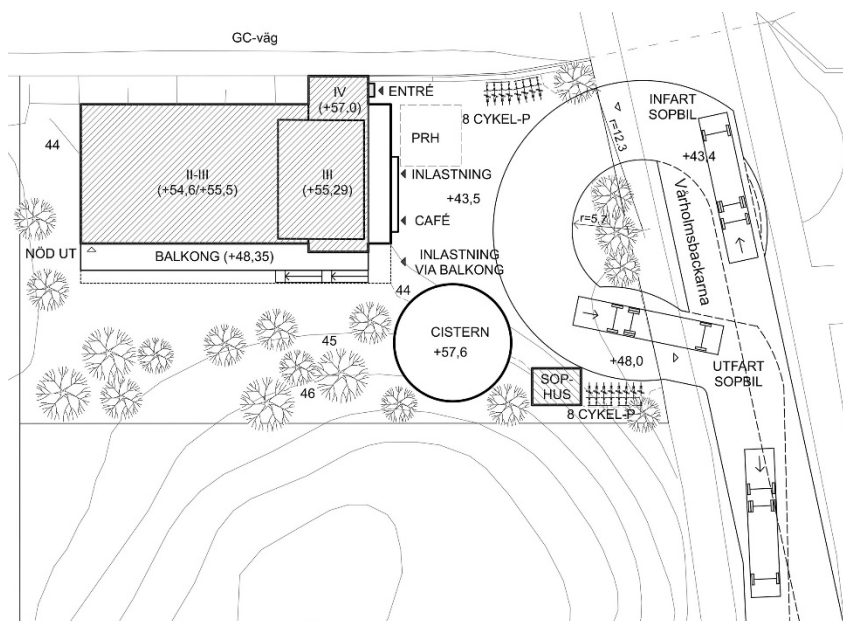 GC-väg
IV
(+57,0)
ENTRÉ
8 CYKEL-P
INFART
SOPBIL
r=12,3
PRH
+43,4
44
II-III
(+54,6/+55,5)
III
(+55,29)
INLASTNING
+43,5
CAFÉ
r=5,7
Vårholmsbackarna
NÖD UT
BALKONG (+48,35)
INLASTNING
VIA BALKONG
44
45
CISTERN
+57,6
46
+48,0
UTFART
SOPBIL
SOP-
HUS
8 CYKEL-P